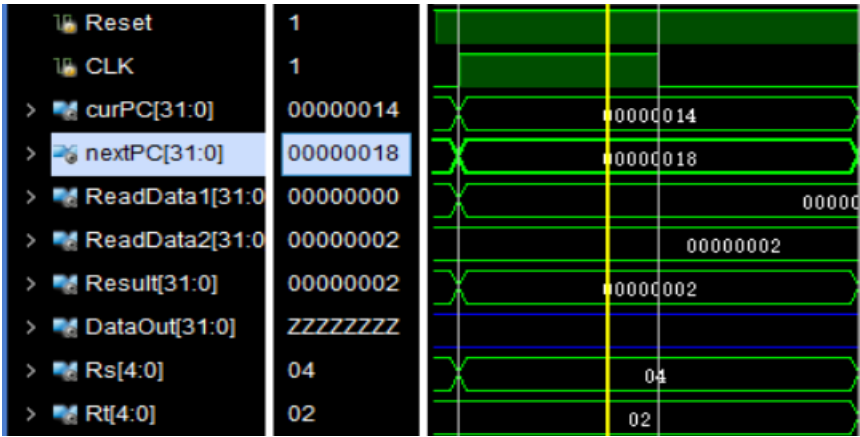 Reset 1
CLK 1
> curPC[31:0] 00000014 00000014
> nextPC[31:0] 00000018 00000018
> ReadData1[31:0 00000000 00000
> ReadData2[31:0 00000002 00000002
> Result[31:0] 00000002 00000002
> DataOut[31:0] ZZZZZZZZ
> Rs[4:0] 04 04
> Rt[4:0] 02 02